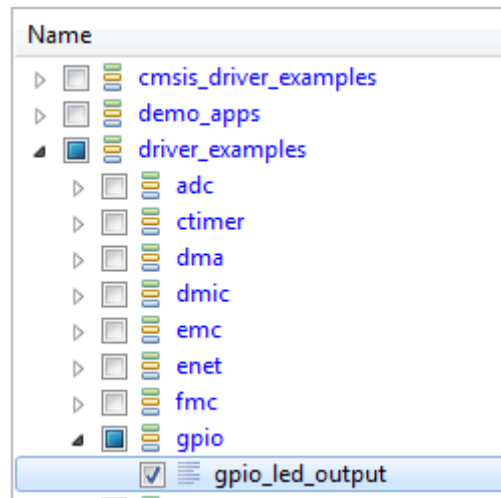 Name
cmsis_driver_examples
demo_apps
driver_examples
adc
ctimer
dma
dmic
emc
enet
fmc
gpio
gpio_led_output